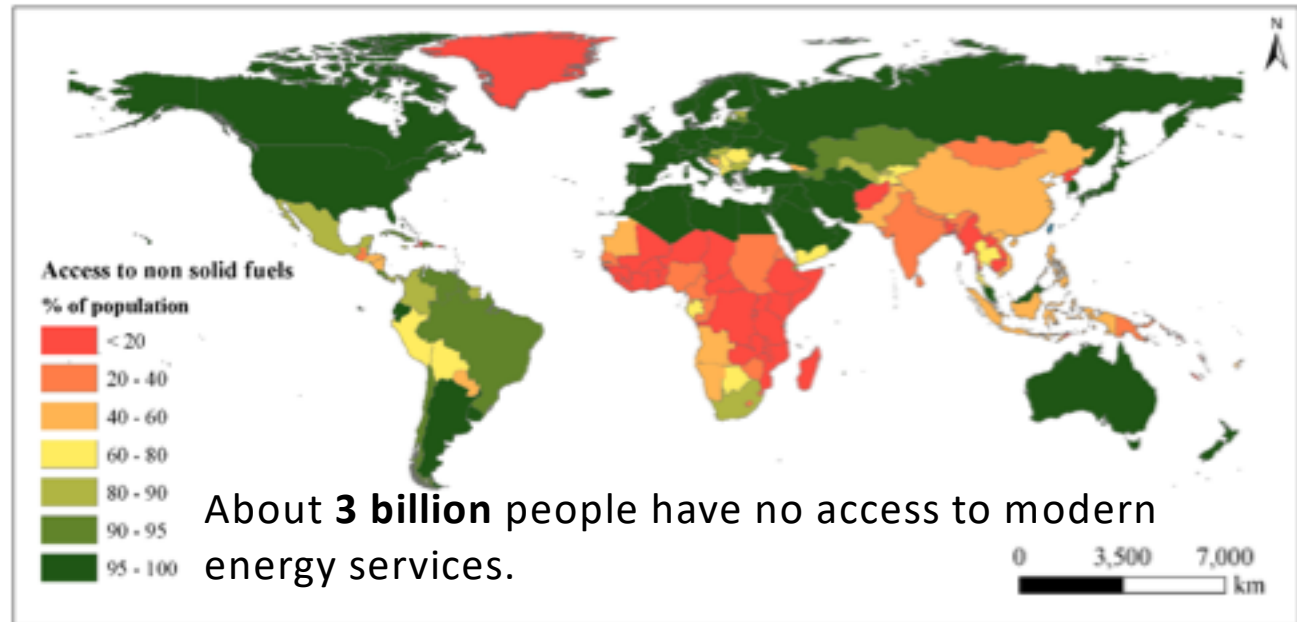 N
Access to non solid fuels
% of population
< 20
20 - 40
40 - 60
60 - 80
80 - 90
90 - 95
95 - 100
About 3 billion people have no access to modern
energy services.
0 3,500 7,000
km